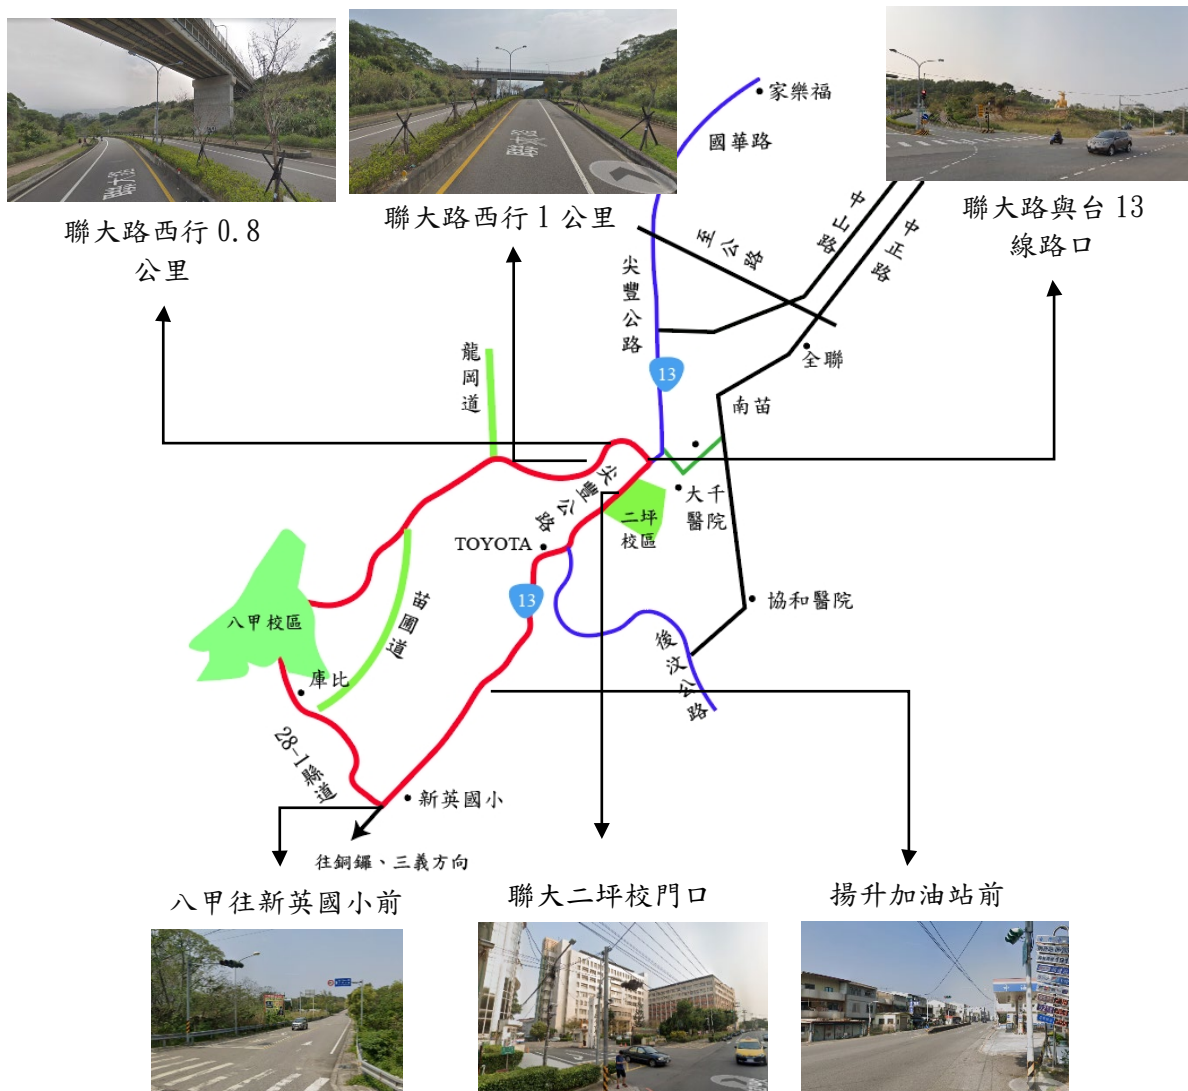 聯大路
聯大路
聯大路西行 0.8
公里
聯大路西行 1 公里
聯大路與台 13
線路口
家樂福
國華路
中山路
中正路
至公路
尖豐公路
13
全聯
南苗
龍岡道
尖豐公路
大千
醫院
二坪
校區
TOYOTA
13
協和醫院
苗圃道
八甲校區
庫比
後汶公路
28-1縣道
新英國小
往銅鑼、三義方向
八甲往新英國小前
聯大二坪校門口
揚升加油站前